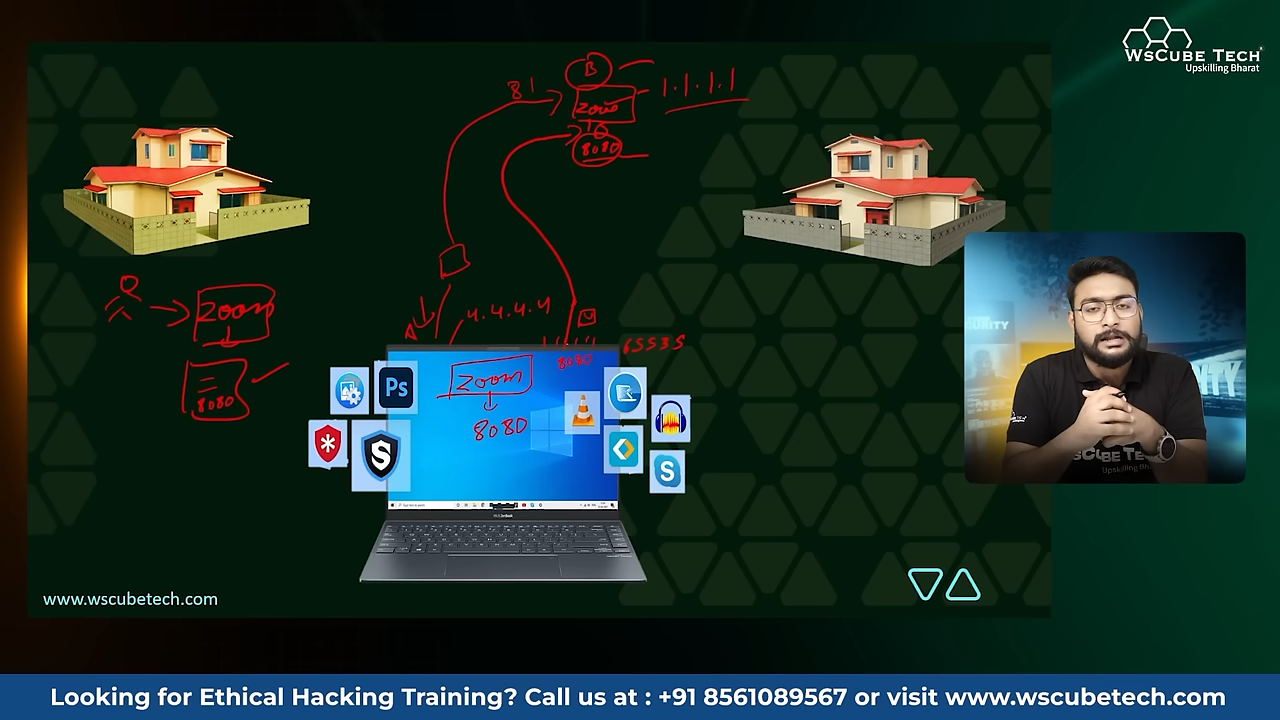 WSCUBE TECH
Upskilling Bharat
B
81
Zoom
1.1.1.1
8080
Zoom
8080
4.4.4.4
65535
8080
Zoom
8080
Ps
S
S
www.wscubetech.com
Looking for Ethical Hacking Training? Call us at : +91 8561089567 or visit www.wscubetech.com